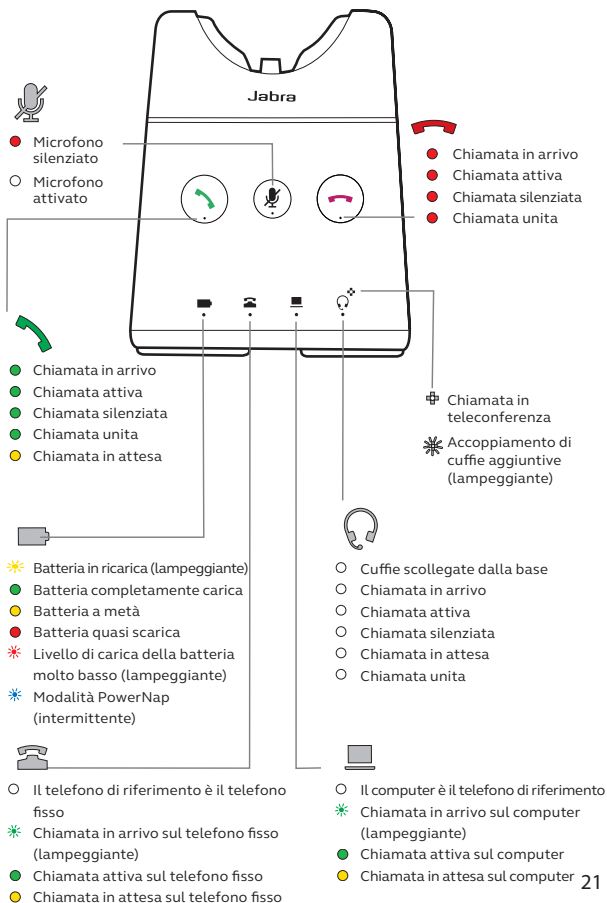 Jabra
Microfono
silenziato
Microfono
attivato
Chiamata in arrivo
Chiamata attiva
Chiamata silenziata
Chiamata unita
Chiamata in arrivo
Chiamata attiva
Chiamata silenziata
Chiamata unita
Chiamata in attesa
Chiamata in
teleconferenza
Accoppiamento di
cuffie aggiuntive
(lampeggiante)
Batteria in ricarica (lampeggiante)
Batteria completamente carica
Batteria a metà
Batteria quasi scarica
Livello di carica della batteria
molto basso (lampeggiante)
Modalità PowerNap
(intermittente)
Cuffie scollegate dalla base
Chiamata in arrivo
Chiamata attiva
Chiamata silenziata
Chiamata in attesa
Chiamata unita
Il telefono di riferimento è il telefono
fisso
Chiamata in arrivo sul telefono fisso
(lampeggiante)
Chiamata attiva sul telefono fisso
Chiamata in attesa sul telefono fisso
Il computer è il telefono di riferimento
Chiamata in arrivo sul computer
(lampeggiante)
Chiamata attiva sul computer
Chiamata in attesa sul computer
21